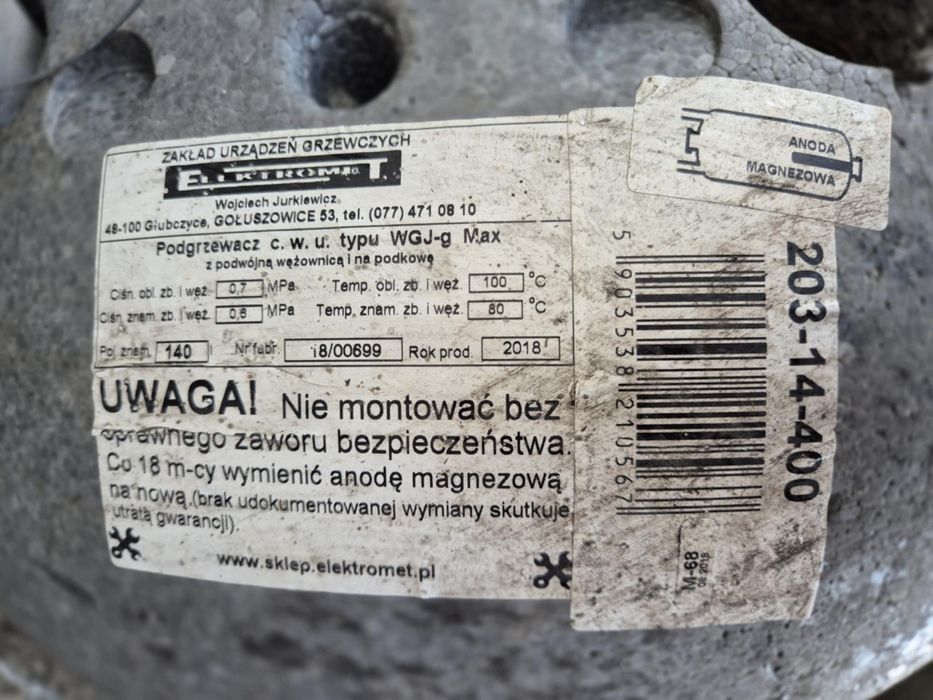 ZAKŁAD URZĄDZEŃ GRZEWCZYCH
ELEKTROMET
Wojciech Jurkiewicz
48-100 Głubczyce, GOŁUSZOWICE 53, tel. (077) 471 08 10
Podgrzewacz c. w. u. typu WGJ-g Max
z podwójną wężownicą i na podkowę
Ciśn. obl. zb. i węż. 0,7 MPa Temp. obl. zb. i węż. 100 °C
Ciśn. znam. zb. i węż. 0,6 MPa Temp. znam. zb. i węż. 80 °C
Poj. znam. 140 Nr fabr. 18/00699 Rok prod. 2018
UWAGA! Nie montować bez
sprawnego zaworu bezpieczeństwa.
Co 18 m-cy wymienić anodę magnezową
na nową.(brak udokumentowanej wymiany skutkuje
utratą gwarancji).
www.sklep.elektromet.pl
ANODA
MAGNEZOWA
203-14-400
5 903538 210567
M-68
08.2018